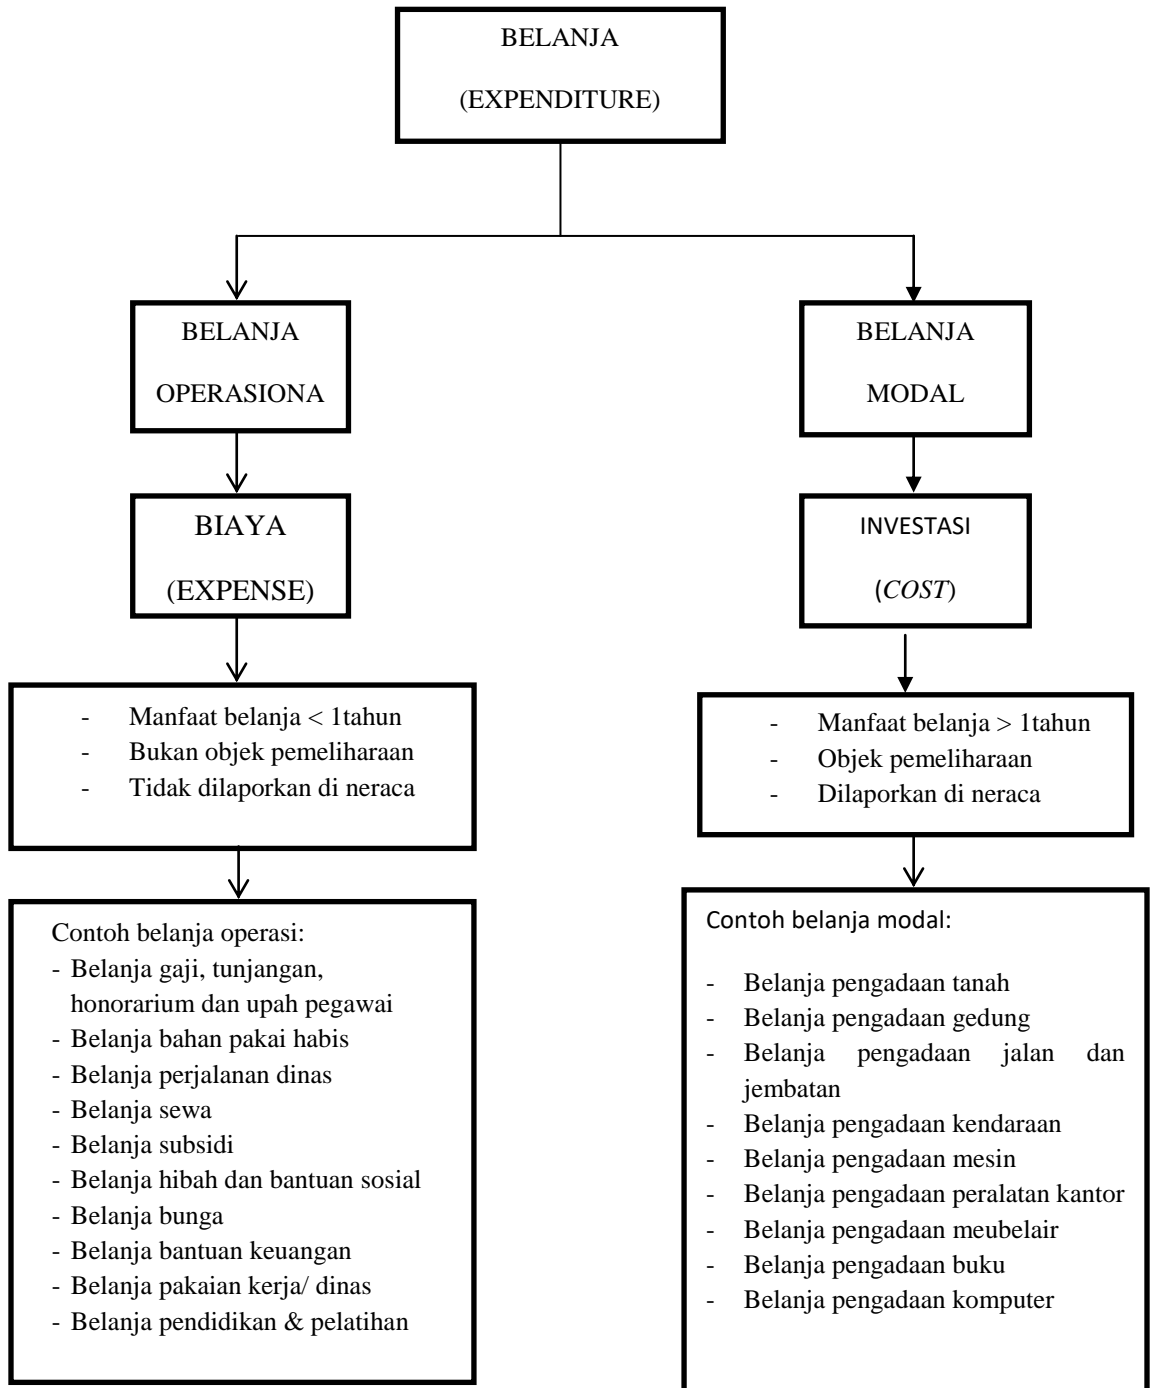 BELANJA
(EXPENDITURE)
BELANJA
OPERASIONA
BELANJA
MODAL
BIAYA
(EXPENSE)
INVESTASI
(COST)
- Manfaat belanja < 1tahun
- Bukan objek pemeliharaan
- Tidak dilaporkan di neraca
- Manfaat belanja > 1tahun
- Objek pemeliharaan
- Dilaporkan di neraca
Contoh belanja operasi:
- Belanja gaji, tunjangan,
honorarium dan upah pegawai
- Belanja bahan pakai habis
- Belanja perjalanan dinas
- Belanja sewa
- Belanja subsidi
- Belanja hibah dan bantuan sosial
- Belanja bunga
- Belanja bantuan keuangan
- Belanja pakaian kerja/ dinas
- Belanja pendidikan & pelatihan
Contoh belanja modal:
- Belanja pengadaan tanah
- Belanja pengadaan gedung
- Belanja pengadaan jalan dan
jembatan
- Belanja pengadaan kendaraan
- Belanja pengadaan mesin
- Belanja pengadaan peralatan kantor
- Belanja pengadaan meubelair
- Belanja pengadaan buku
- Belanja pengadaan komputer